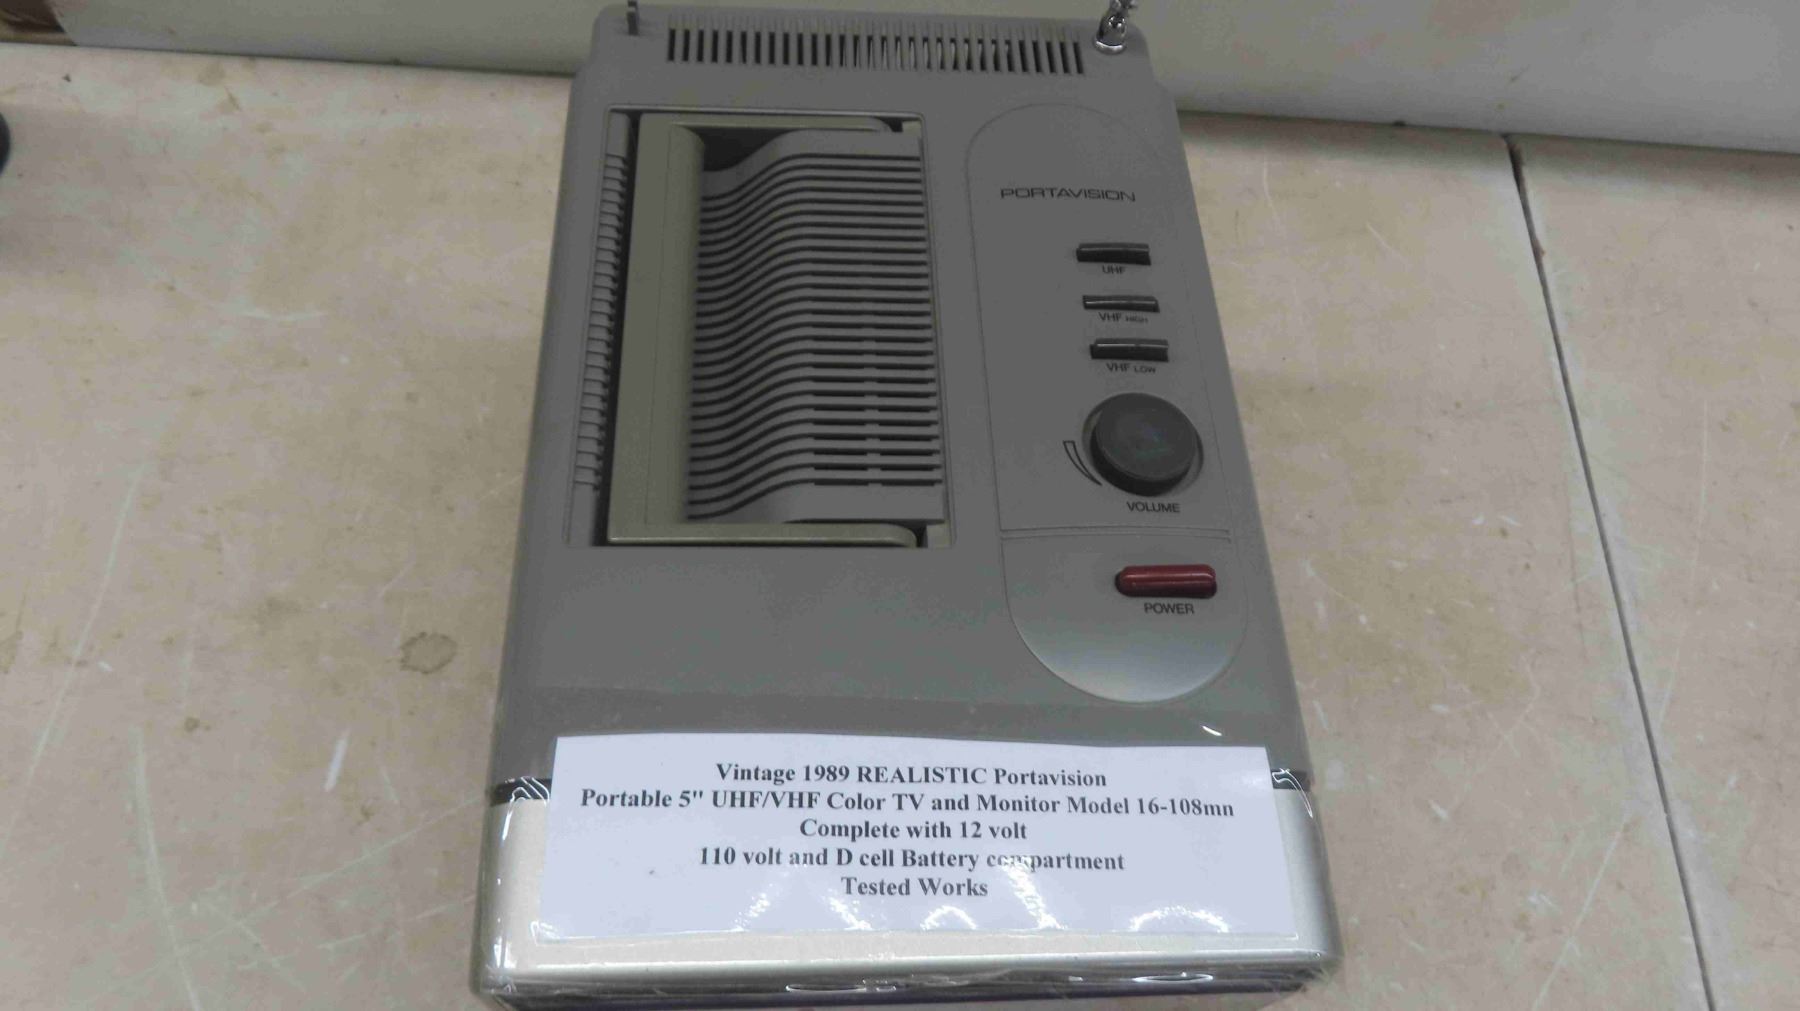 PORTAVISION
UHF
VHF HIGH
VHF LOW
VOLUME
POWER
Vintage 1989 REALISTIC Portavision
Portable 5" UHF/VHF Color TV and Monitor Model 16-108mn
Complete with 12 volt
110 volt and D cell Battery compartment
Tested Works